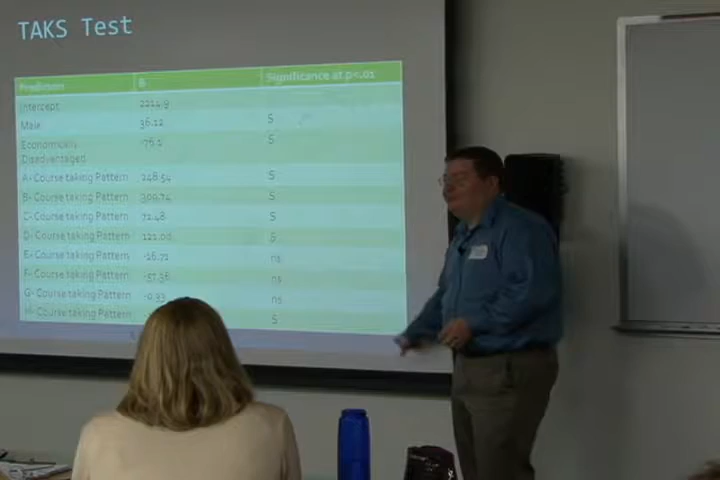 TAKS Test
Predictors B Significance at p<.01
Intercept 2214.9
Male 36.12 S
Economically -76.1 S
Disadvantaged
A- Course taking Pattern 248.54 S
B- Course taking Pattern 309.74 S
C- Course taking Pattern 72.48 S
D- Course taking Pattern 121.00 S
E- Course taking Pattern -16.71 ns
F- Course taking Pattern -57.36 ns
G- Course taking Pattern -0.93 ns
H- Course taking Pattern S